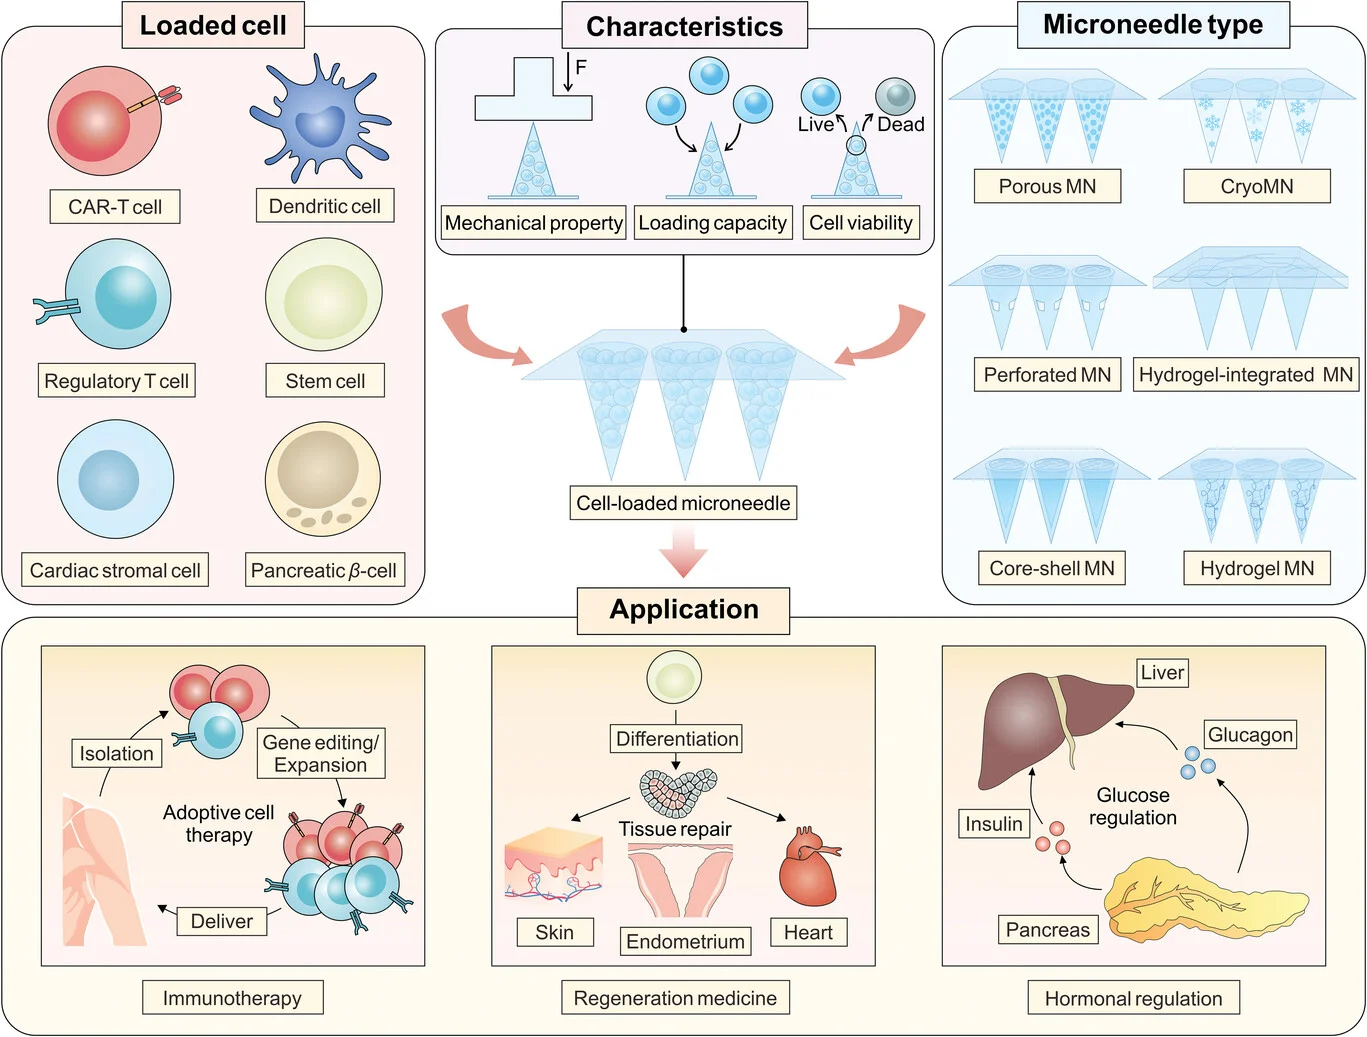 Loaded cell
CAR-T cell
Dendritic cell
Regulatory T cell
Stem cell
Cardiac stromal cell
Pancreatic β-cell
Characteristics
F
Live
Dead
Mechanical property
Loading capacity
Cell viability
Cell-loaded microneedle
Microneedle type
Porous MN
CryoMN
Perforated MN
Hydrogel-integrated MN
Core-shell MN
Hydrogel MN
Application
Isolation
Gene editing/
Expansion
Adoptive cell
therapy
Deliver
Immunotherapy
Differentiation
Tissue repair
Skin
Endometrium
Heart
Regeneration medicine
Liver
Glucagon
Glucose
regulation
Insulin
Pancreas
Hormonal regulation